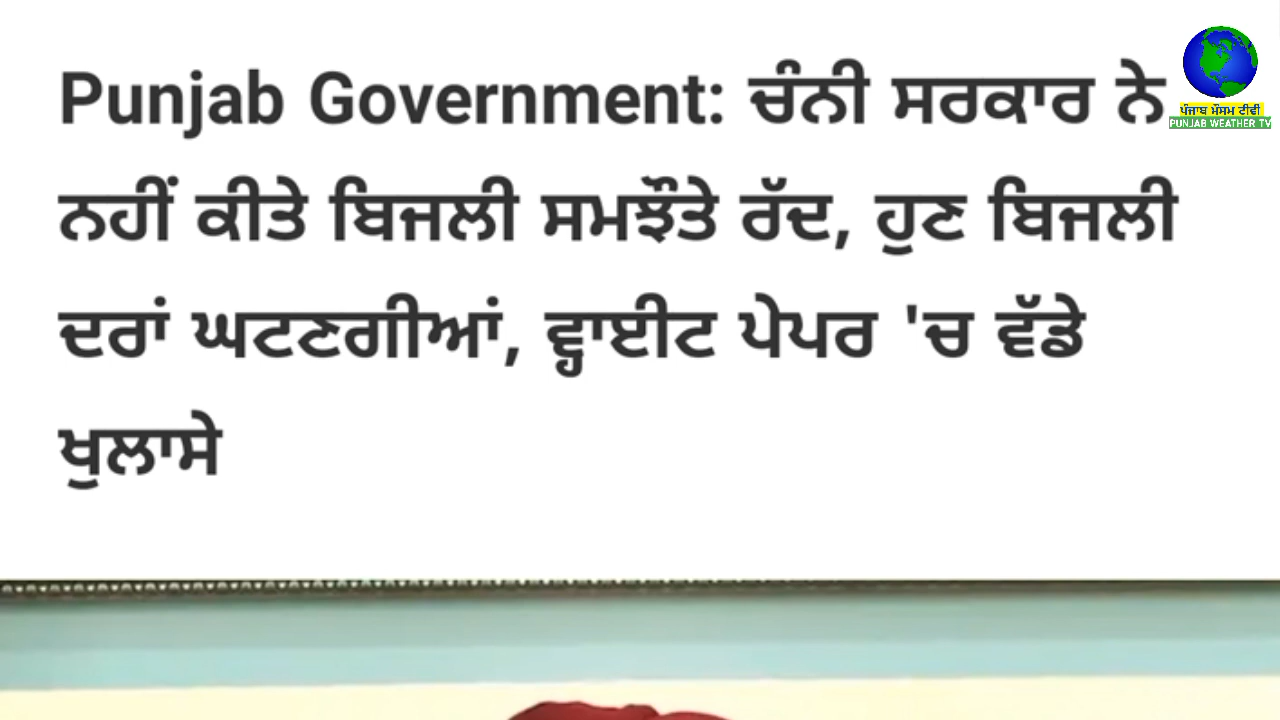 Punjab Government: ਚੰਨੀ ਸਰਕਾਰ ਨੇ
ਨਹੀਂ ਕੀਤੇ ਬਿਜਲੀ ਸਮਝੌਤੇ ਰੱਦ, ਹੁਣ ਬਿਜਲੀ
ਦਰਾਂ ਘਟਣਗੀਆਂ, ਵ੍ਹਾਈਟ ਪੇਪਰ 'ਚ ਵੱਡੇ
ਖੁਲਾਸੇ
ਪੰਜਾਬ ਮੌਸਮ ਟੀਵੀ
PUNJAB WEATHER TV